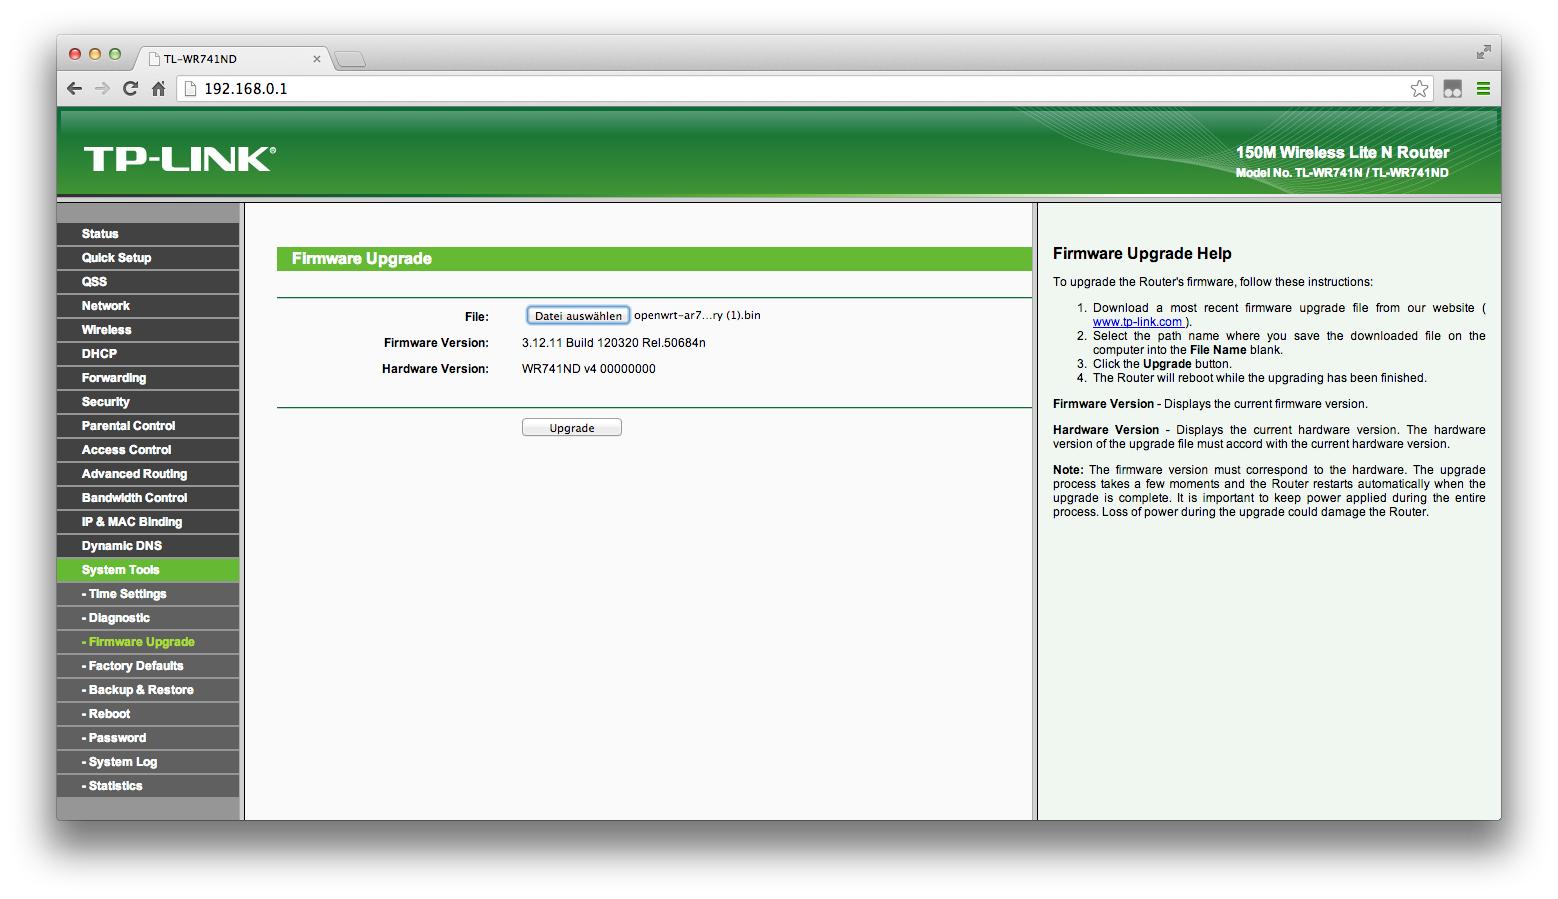 TL-WR741ND
192.168.0.1
TP-LINK®
150M Wireless Lite N Router
Model No. TL-WR741N / TL-WR741ND
Status
Quick Setup
QSS
Network
Wireless
DHCP
Forwarding
Security
Parental Control
Access Control
Advanced Routing
Bandwidth Control
IP & MAC Binding
Dynamic DNS
System Tools
- Time Settings
- Diagnostic
- Firmware Upgrade
- Factory Defaults
- Backup & Restore
- Reboot
- Password
- System Log
- Statistics
Firmware Upgrade
File: Datei auswählen openwrt-ar7...ry (1).bin
Firmware Version: 3.12.11 Build 120320 Rel.50684n
Hardware Version: WR741ND v4 00000000
Upgrade
Firmware Upgrade Help
To upgrade the Router's firmware, follow these instructions:
1. Download a most recent firmware upgrade file from our website (
www.tp-link.com ).
2. Select the path name where you save the downloaded file on the
computer into the File Name blank.
3. Click the Upgrade button.
4. The Router will reboot while the upgrading has been finished.
Firmware Version - Displays the current firmware version.
Hardware Version - Displays the current hardware version. The hardware
version of the upgrade file must accord with the current hardware version.
Note: The firmware version must correspond to the hardware. The upgrade
process takes a few moments and the Router restarts automatically when the
upgrade is complete. It is important to keep power applied during the entire
process. Loss of power during the upgrade could damage the Router.